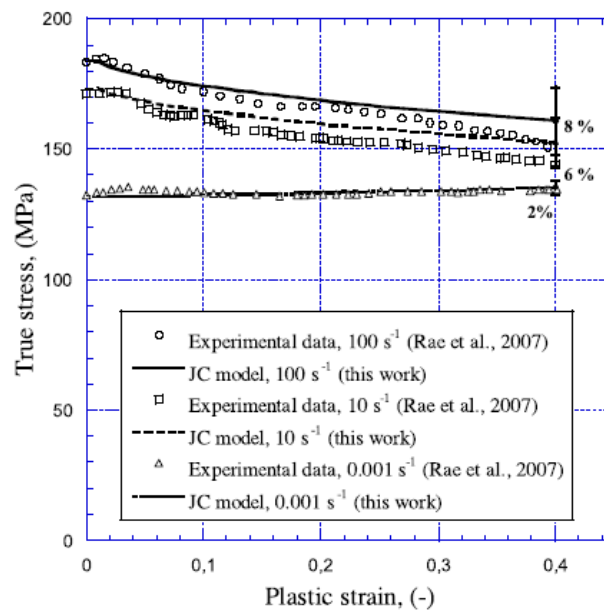 200
150
100
50
0
True stress, (MPa)
8 %
6 %
2%
Experimental data, 100 s⁻¹ (Rae et al., 2007)
JC model, 100 s⁻¹ (this work)
Experimental data, 10 s⁻¹ (Rae et al., 2007)
JC model, 10 s⁻¹ (this work)
Experimental data, 0.001 s⁻¹ (Rae et al., 2007)
JC model, 0.001 s⁻¹ (this work)
0 0,1 0,2 0,3 0,4
Plastic strain, (-)